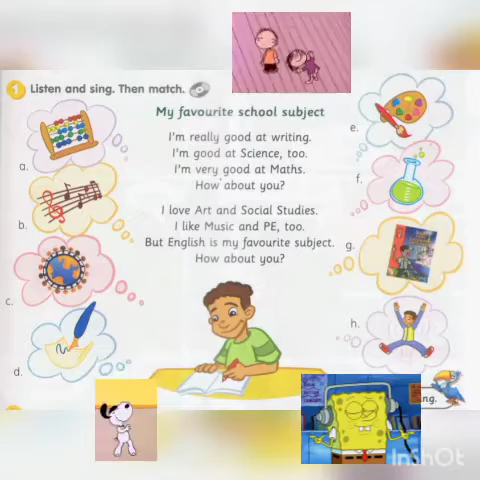 1 Listen and sing. Then match.
My favourite school subject
I'm really good at writing.
I'm good at Science, too.
I'm very good at Maths.
How about you?
I love Art and Social Studies.
I like Music and PE, too.
But English is my favourite subject.
How about you?
a.
b.
c.
d.
e.
f.
g.
h.
ng.
InShOt